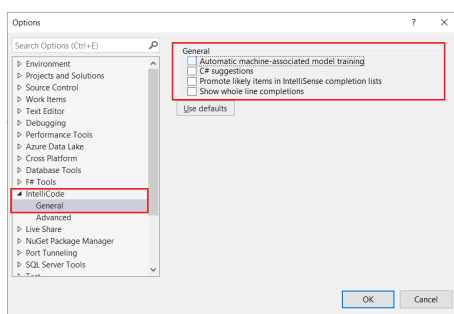 Options
?
Search Options (Ctrl+E)
Environment
Projects and Solutions
Source Control
Work Items
Text Editor
Debugging
Performance Tools
Azure Data Lake
Cross Platform
Database Tools
F# Tools
IntelliCode
General
Advanced
Live Share
NuGet Package Manager
Port Tunneling
SQL Server Tools
General
Automatic machine-associated model training
C# suggestions
Promote likely items in IntelliSense completion lists
Show whole line completions
Use defaults
OK
Cancel